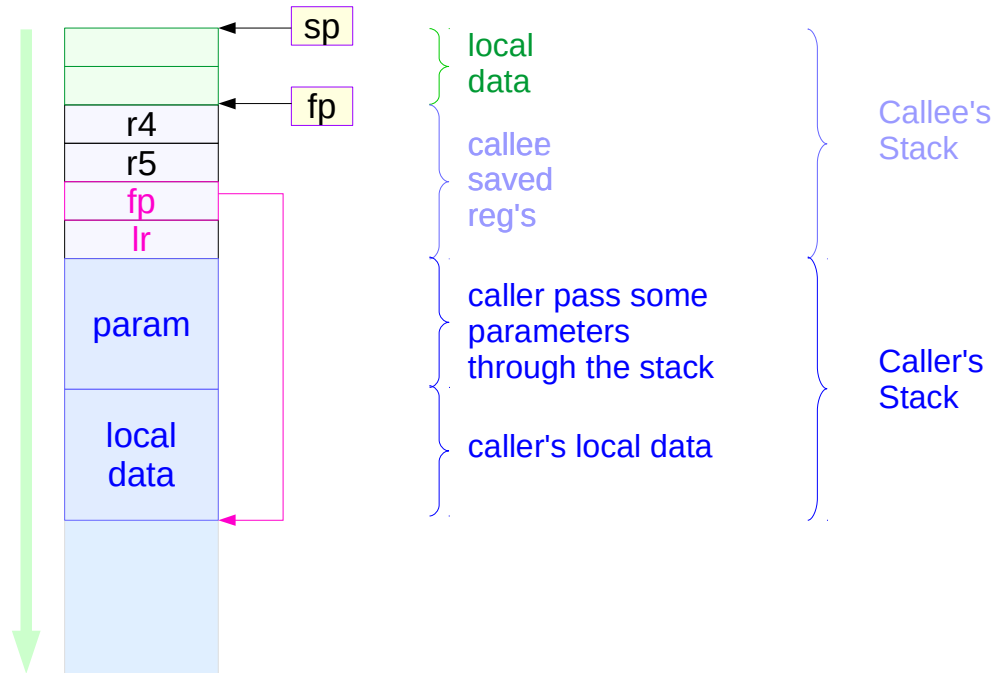 sp
local
data
fp
r4
Callee's
Stack
callee
saved
reg's
r5
fp
lr
caller pass some
parameters
through the stack
param
Caller's
Stack
local
data
caller's local data